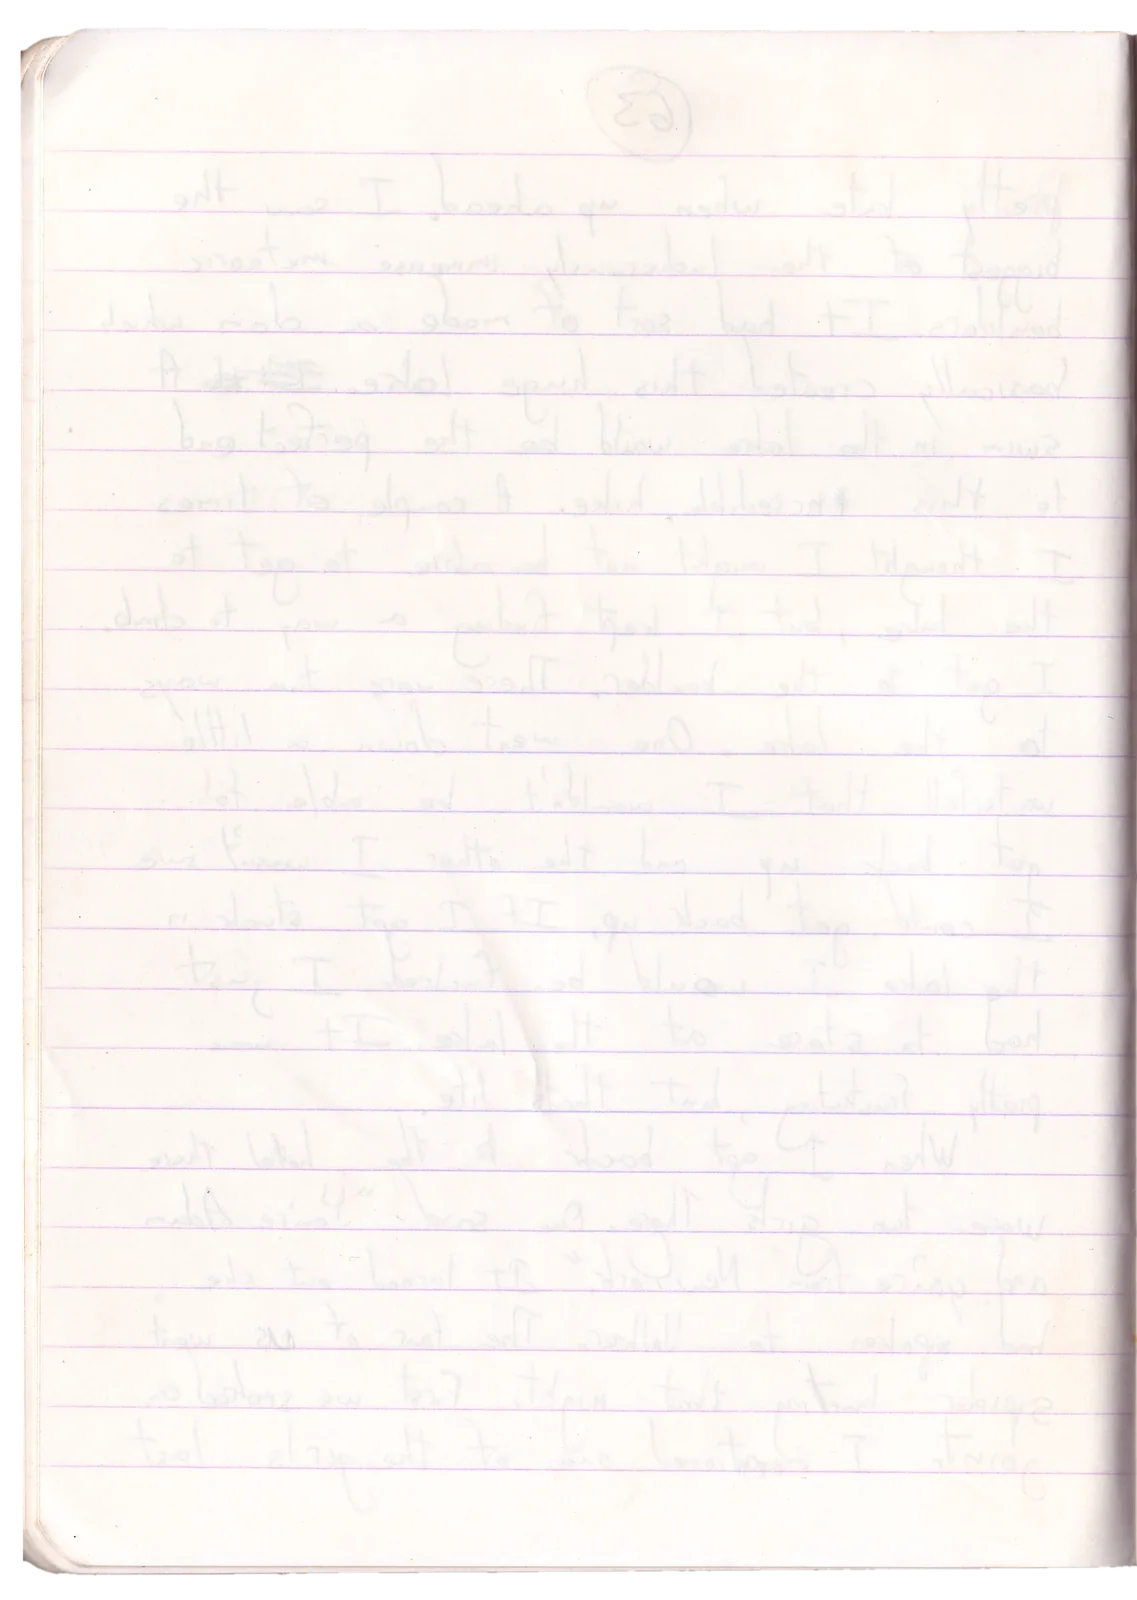 63
pretty late when up ahead. I saw the
biggest of the ludicrously immense meteoric
boulders. It had sort of made a dam which
basically created this huge lake. A
swim in the lake would be the perfect end
to this incredible hike. A couple of times
I thought I might not be able to get to
the lake, but I kept finding a way to climb.
I got to the boulder. There were two ways
to the lake. One went down a little
waterfall that I wouldn't be able to
get back up and the other I wasn't sure
I could get back up. If I got stuck in
the lake I would be fucked. I just
had to stare at the lake. It was
pretty frustrating, but that's life.
When I got back to the hotel there
were two girls there. One said "You're Adam
and you're from New York." It turned out she
had spoken to. The four of us went
spider hunting that night. First we smoked a
joint. I mentioned one of the girls last